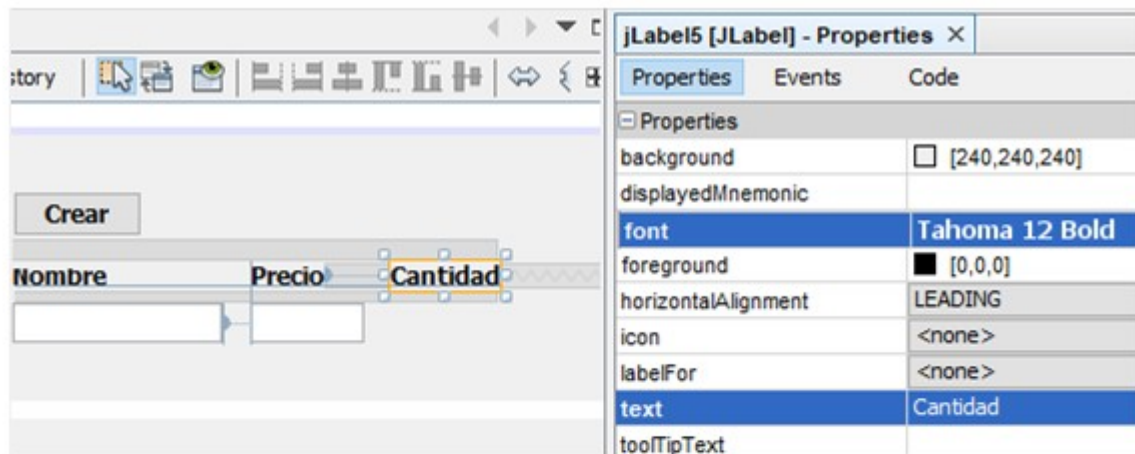 jLabel5 [JLabel] - Properties
story
Properties Events Code
Properties
background [240,240,240]
displayedMnemonic
Crear
font Tahoma 12 Bold
foreground [0,0,0]
Nombre Precio Cantidad
horizontalAlignment LEADING
icon <none>
labelFor <none>
text Cantidad
toolTipText